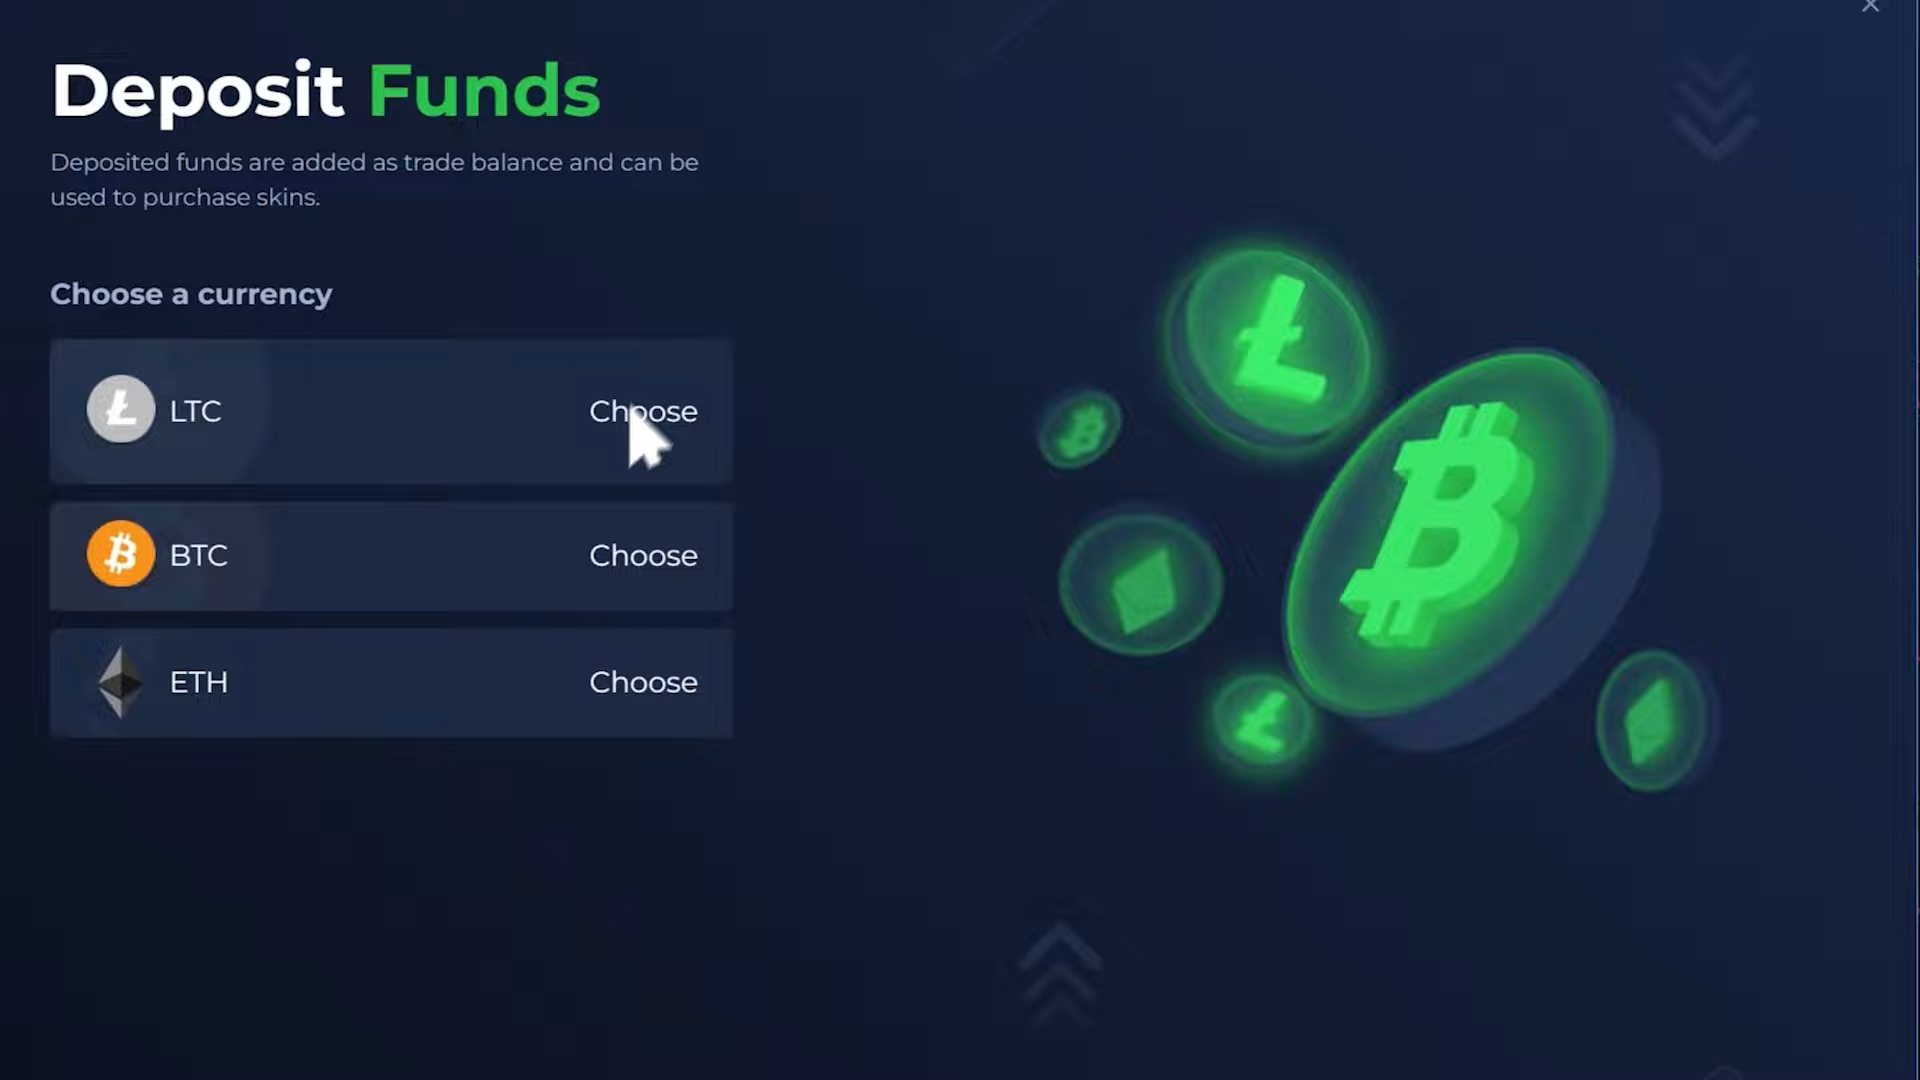 Deposit Funds
Deposited funds are added as trade balance and can be
used to purchase skins.
Choose a currency
LTC Choose
BTC Choose
ETH Choose